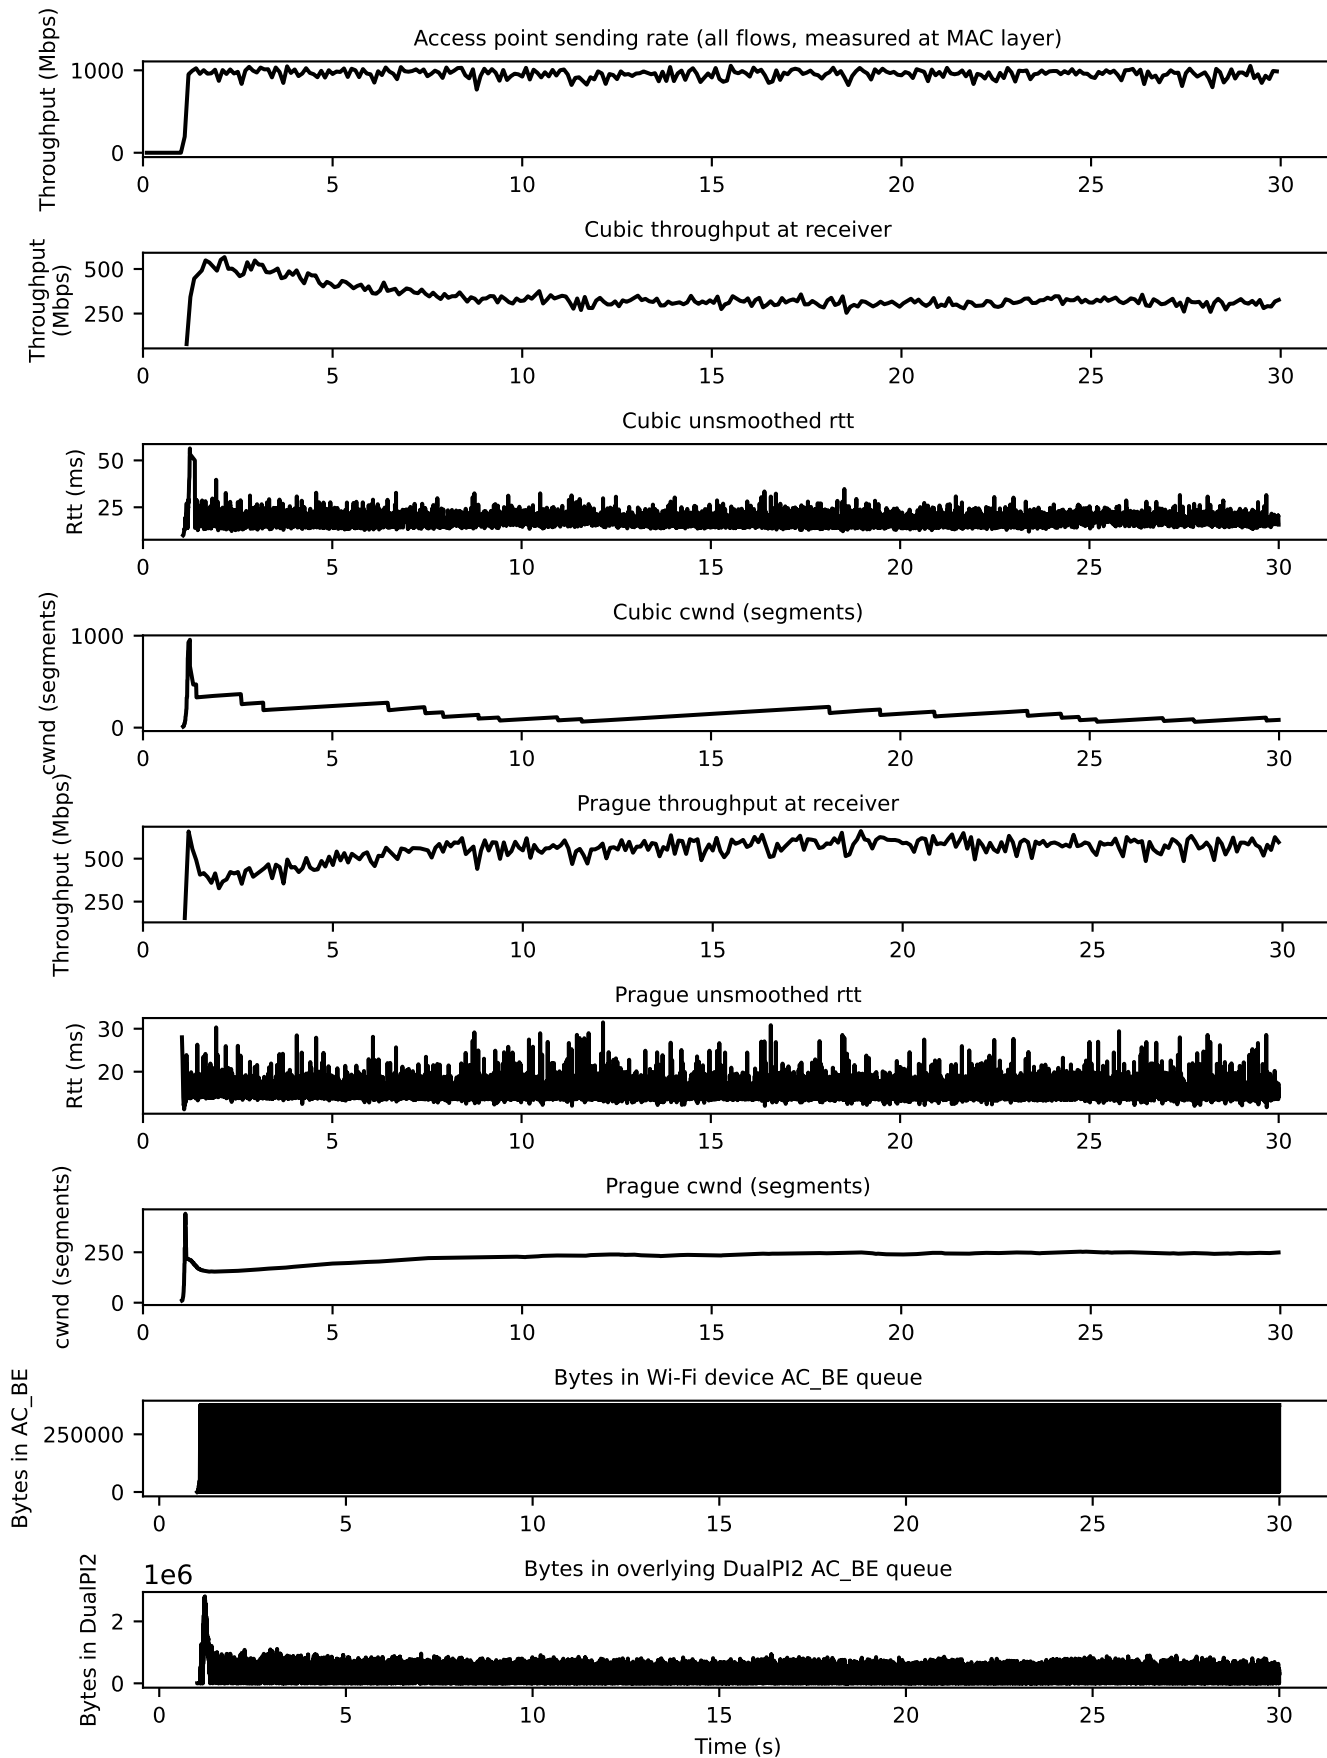 Access point sending rate (all flows, measured at MAC layer)
Throughput (Mbps)
1000
0
0 5 10 15 20 25 30
Cubic throughput at receiver
Throughput
(Mbps)
500
250
0 5 10 15 20 25 30
Cubic unsmoothed rtt
Rtt (ms)
50
25
0 5 10 15 20 25 30
Cubic cwnd (segments)
cwnd (segments)
1000
0
0 5 10 15 20 25 30
Prague throughput at receiver
Throughput (Mbps)
500
250
0 5 10 15 20 25 30
Prague unsmoothed rtt
Rtt (ms)
30
20
0 5 10 15 20 25 30
Prague cwnd (segments)
cwnd (segments)
250
0
0 5 10 15 20 25 30
Bytes in Wi-Fi device AC_BE queue
Bytes in AC_BE
250000
0
0 5 10 15 20 25 30
Bytes in overlying DualPI2 AC_BE queue
1e6
Bytes in DualPI2
2
0
0 5 10 15 20 25 30
Time (s)